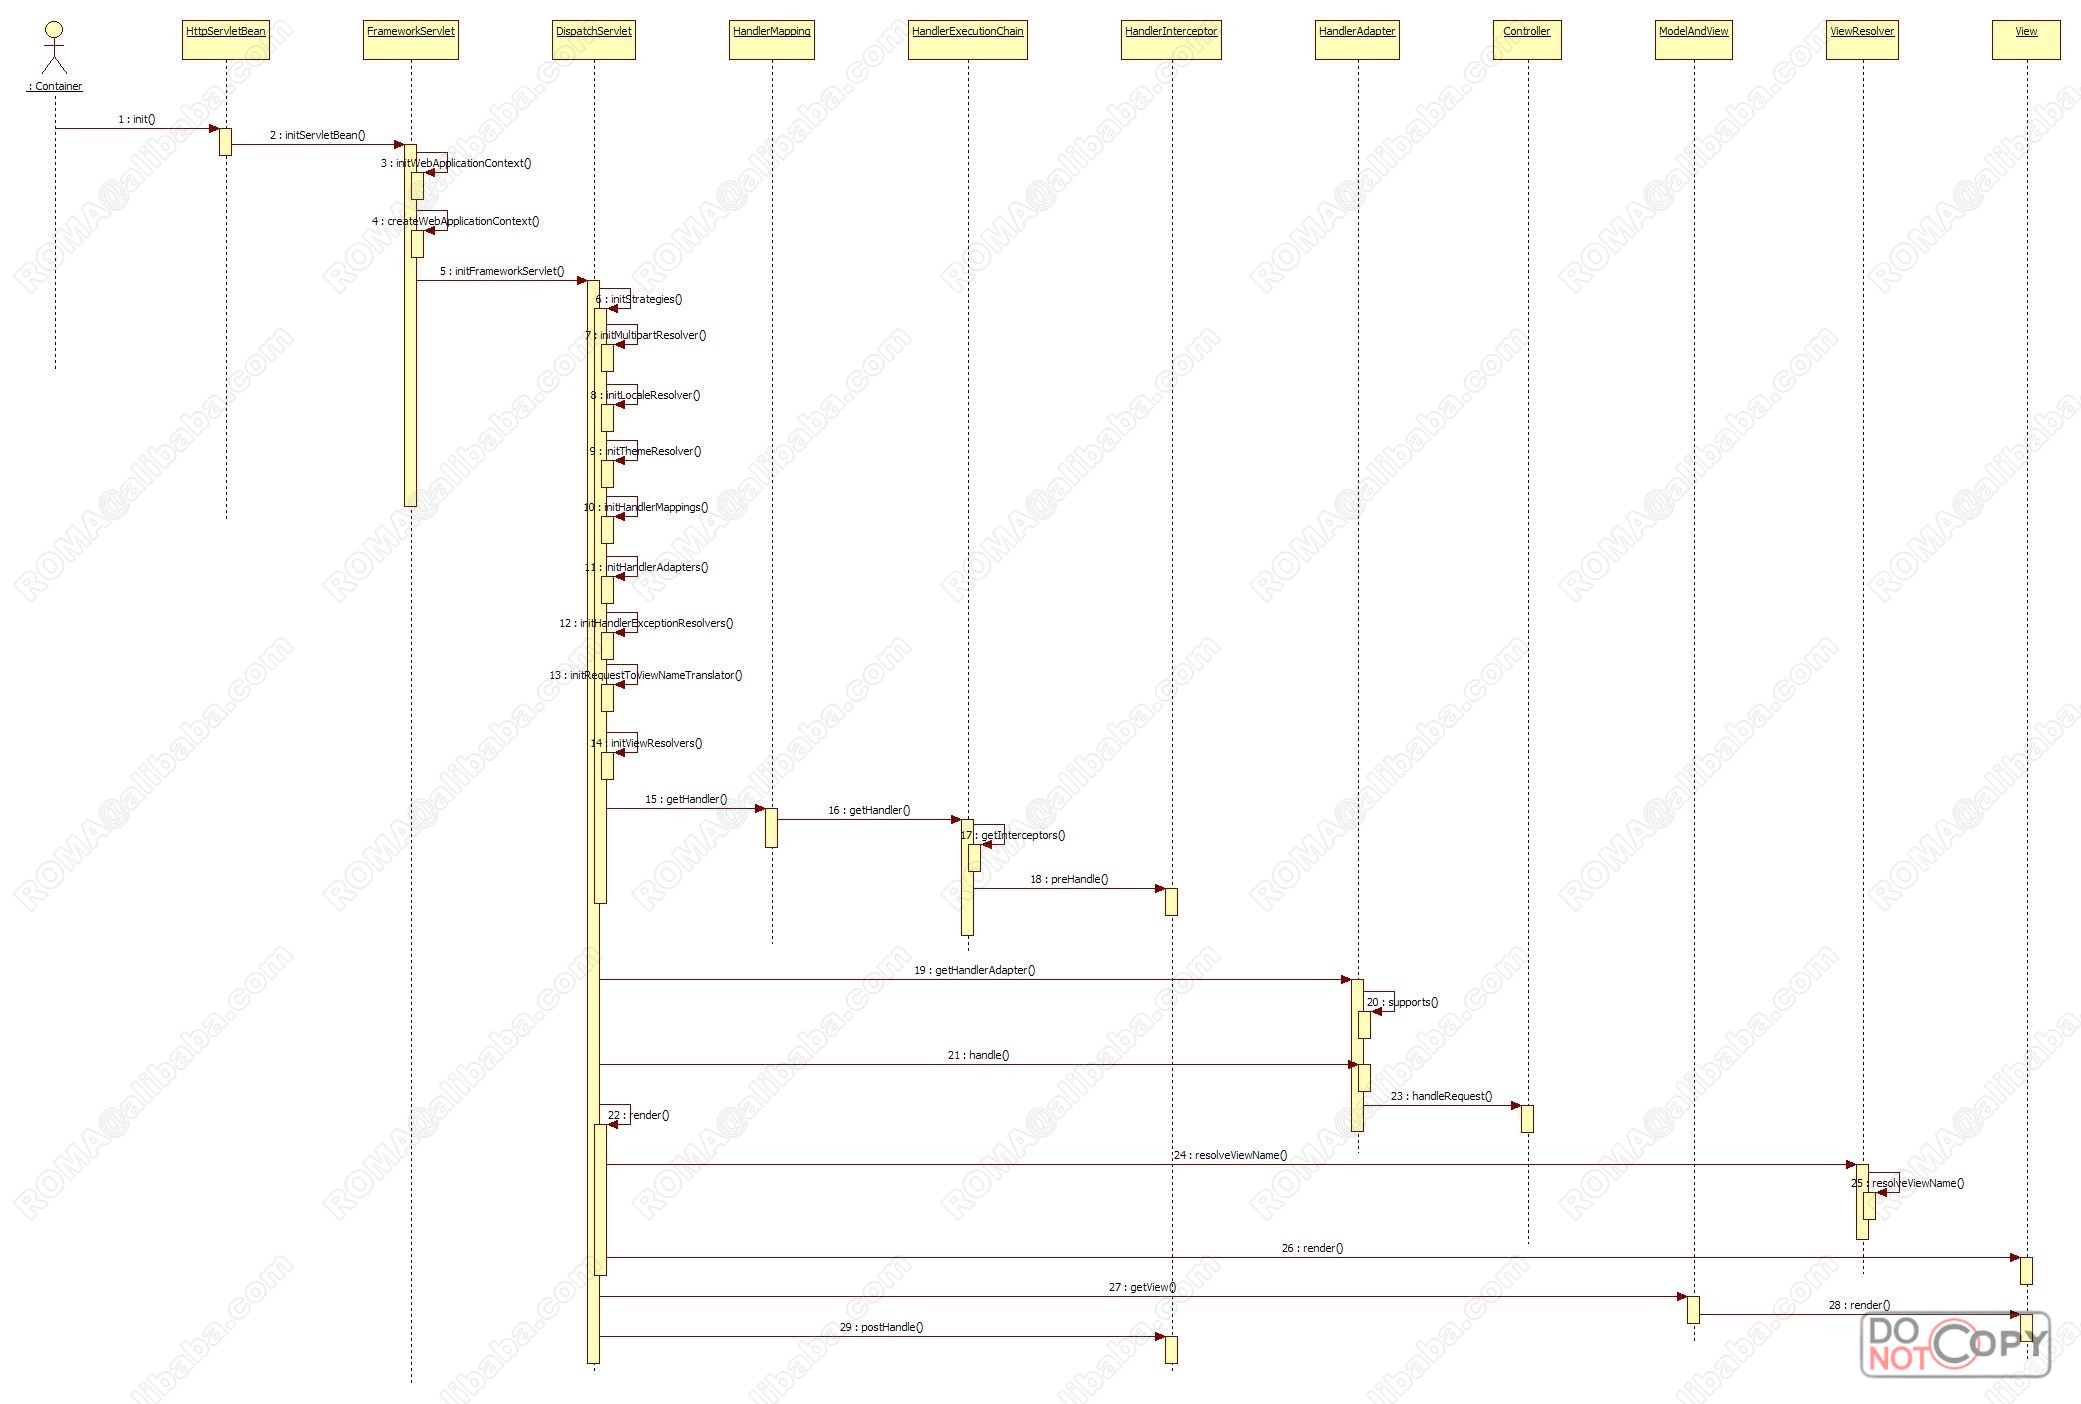 HttpServletBean
FrameworkServlet
DispatchServlet
HandlerMapping
HandlerExecutionChain
HandlerInterceptor
HandlerAdapter
Controller
ModelAndView
ViewResolver
View
: Container
1 : init()
2 : initServletBean()
3 : initWebApplicationContext()
4 : createWebApplicationContext()
5 : initFrameworkServlet()
6 : initStrategies()
7 : initMultipartResolver()
8 : initLocaleResolver()
9 : initThemeResolver()
10 : initHandlerMappings()
11 : initHandlerAdapters()
12 : initHandlerExceptionResolvers()
13 : initRequestToViewNameTranslator()
14 : initViewResolvers()
15 : getHandler()
16 : getHandler()
17 : getInterceptors()
18 : preHandle()
19 : getHandlerAdapter()
20 : supports()
21 : handle()
23 : handleRequest()
22 : render()
24 : resolveViewName()
25 : resolveViewName()
26 : render()
27 : getView()
28 : render()
29 : postHandle()
DO NOT COPY
ROMA@alibaba.com